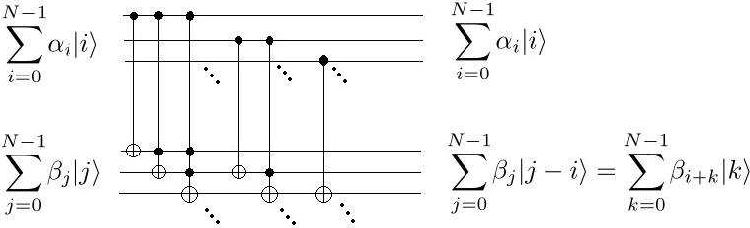 \sum_{i=0}^{N-1} \alpha_i |i\rangle
\sum_{i=0}^{N-1} \alpha_i |i\rangle
\sum_{j=0}^{N-1} \beta_j |j\rangle
\sum_{j=0}^{N-1} \beta_j |j-i\rangle = \sum_{k=0}^{N-1} \beta_{i+k} |k\rangle